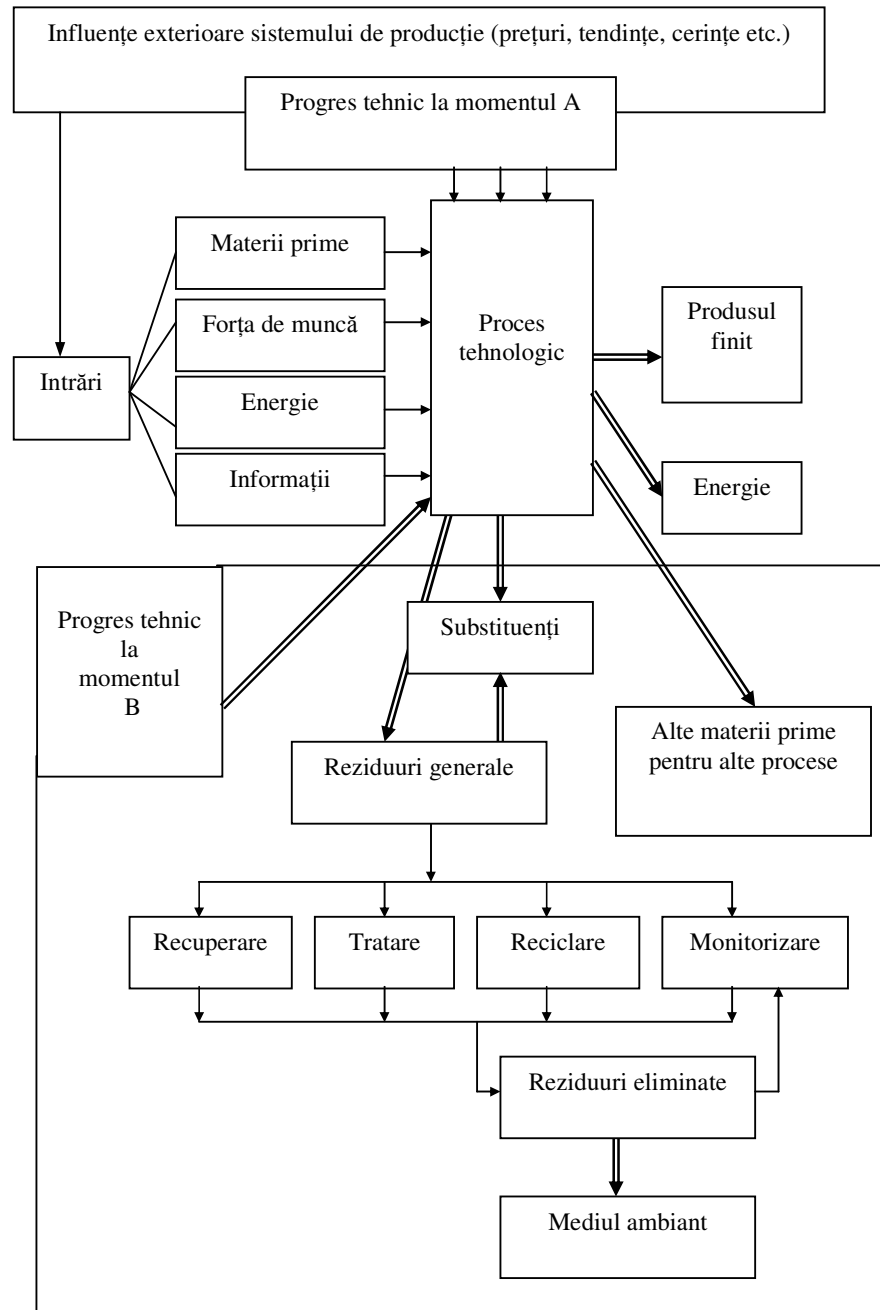 Influențe exterioare sistemului de producție (prețuri, tendințe, cerințe etc.)
Progres tehnic la momentul A
Materii prime
Forța de muncă
Intrări
Energie
Informații
Proces
tehnologic
Produsul
finit
Energie
Progres tehnic
la
momentul
B
Substituenți
Reziduuri generale
Alte materii prime
pentru alte procese
Recuperare
Tratare
Reciclare
Monitorizare
Reziduuri eliminate
Mediul ambiant